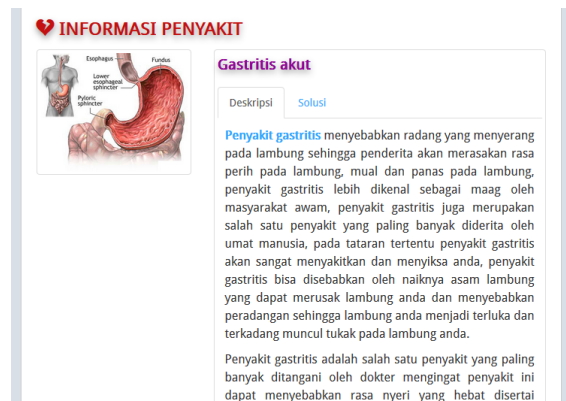 INFORMASI PENYAKIT
Esophagus
Fundus
Lower
esophageal
sphincter
Pyloric
sphincter
Gastritis akut
Deskripsi
Solusi
Penyakit gastritis menyebabkan radang yang menyerang
pada lambung sehingga penderita akan merasakan rasa
perih pada lambung, mual dan panas pada lambung,
penyakit gastritis lebih dikenal sebagai maag oleh
masyarakat awam, penyakit gastritis juga merupakan
salah satu penyakit yang paling banyak diderita oleh
umat manusia, pada tataran tertentu penyakit gastritis
akan sangat menyakitkan dan menyiksa anda, penyakit
gastritis bisa disebabkan oleh naiknya asam lambung
yang dapat merusak lambung anda dan menyebabkan
peradangan sehingga lambung anda menjadi terluka dan
terkadang muncul tukak pada lambung anda.
Penyakit gastritis adalah salah satu penyakit yang paling
banyak ditangani oleh dokter mengingat penyakit ini
dapat menyebabkan rasa nyeri yang hebat disertai